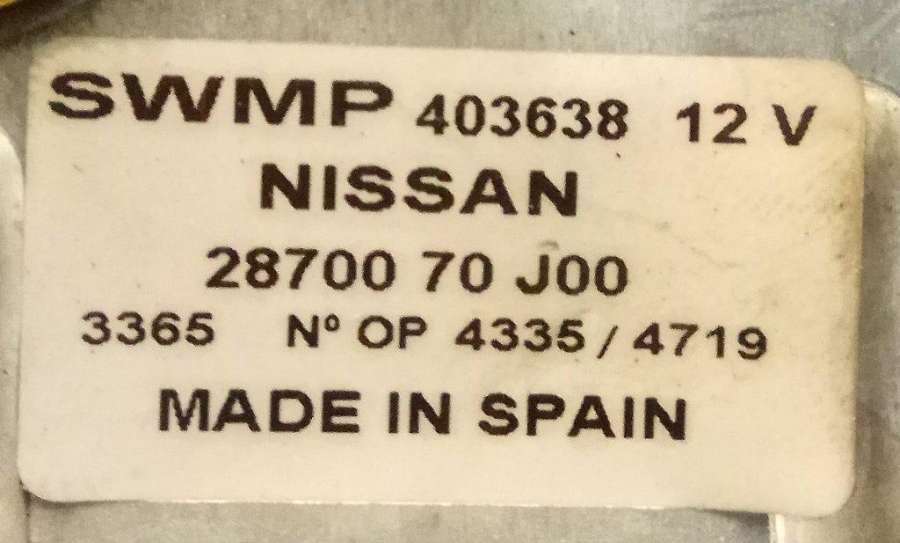 SWMP 403638 12 V
NISSAN
28700 70 J00
3365 Nº OP 4335 / 4719
MADE IN SPAIN